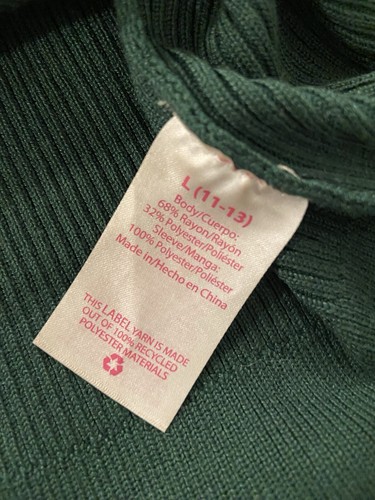 L (11-13)
Body/Cuerpo:
68% Rayon/Rayón
32% Polyester/Poliéster
Sleeve/Manga:
100% Polyester/Poliéster
Made in/Hecho en China
THIS LABEL YARN IS MADE
OUT OF 100% RECYCLED
POLYESTER MATERIALS